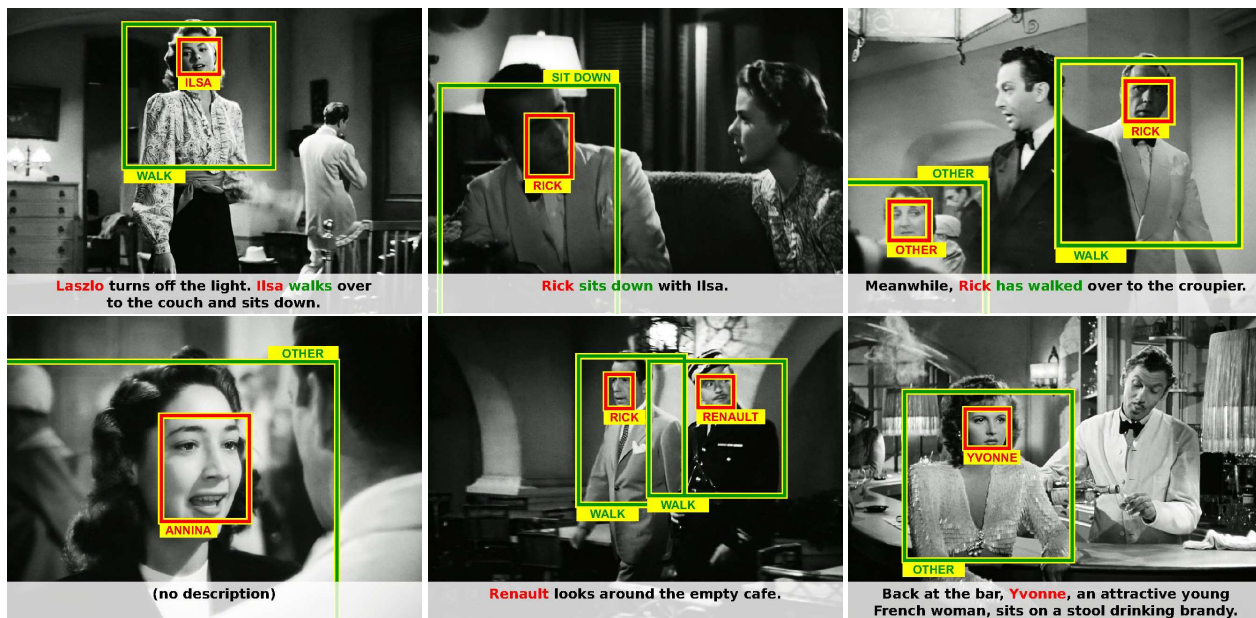 ILSA
WALK
Laszlo turns off the light. Ilsa walks over
to the couch and sits down.
SIT DOWN
RICK
Rick sits down with Ilsa.
RICK
OTHER
OTHER
WALK
Meanwhile, Rick has walked over to the croupier.
OTHER
ANNINA
(no description)
RICK
RENAULT
WALK
WALK
Renault looks around the empty cafe.
YVONNE
OTHER
Back at the bar, Yvonne, an attractive young
French woman, sits on a stool drinking brandy.